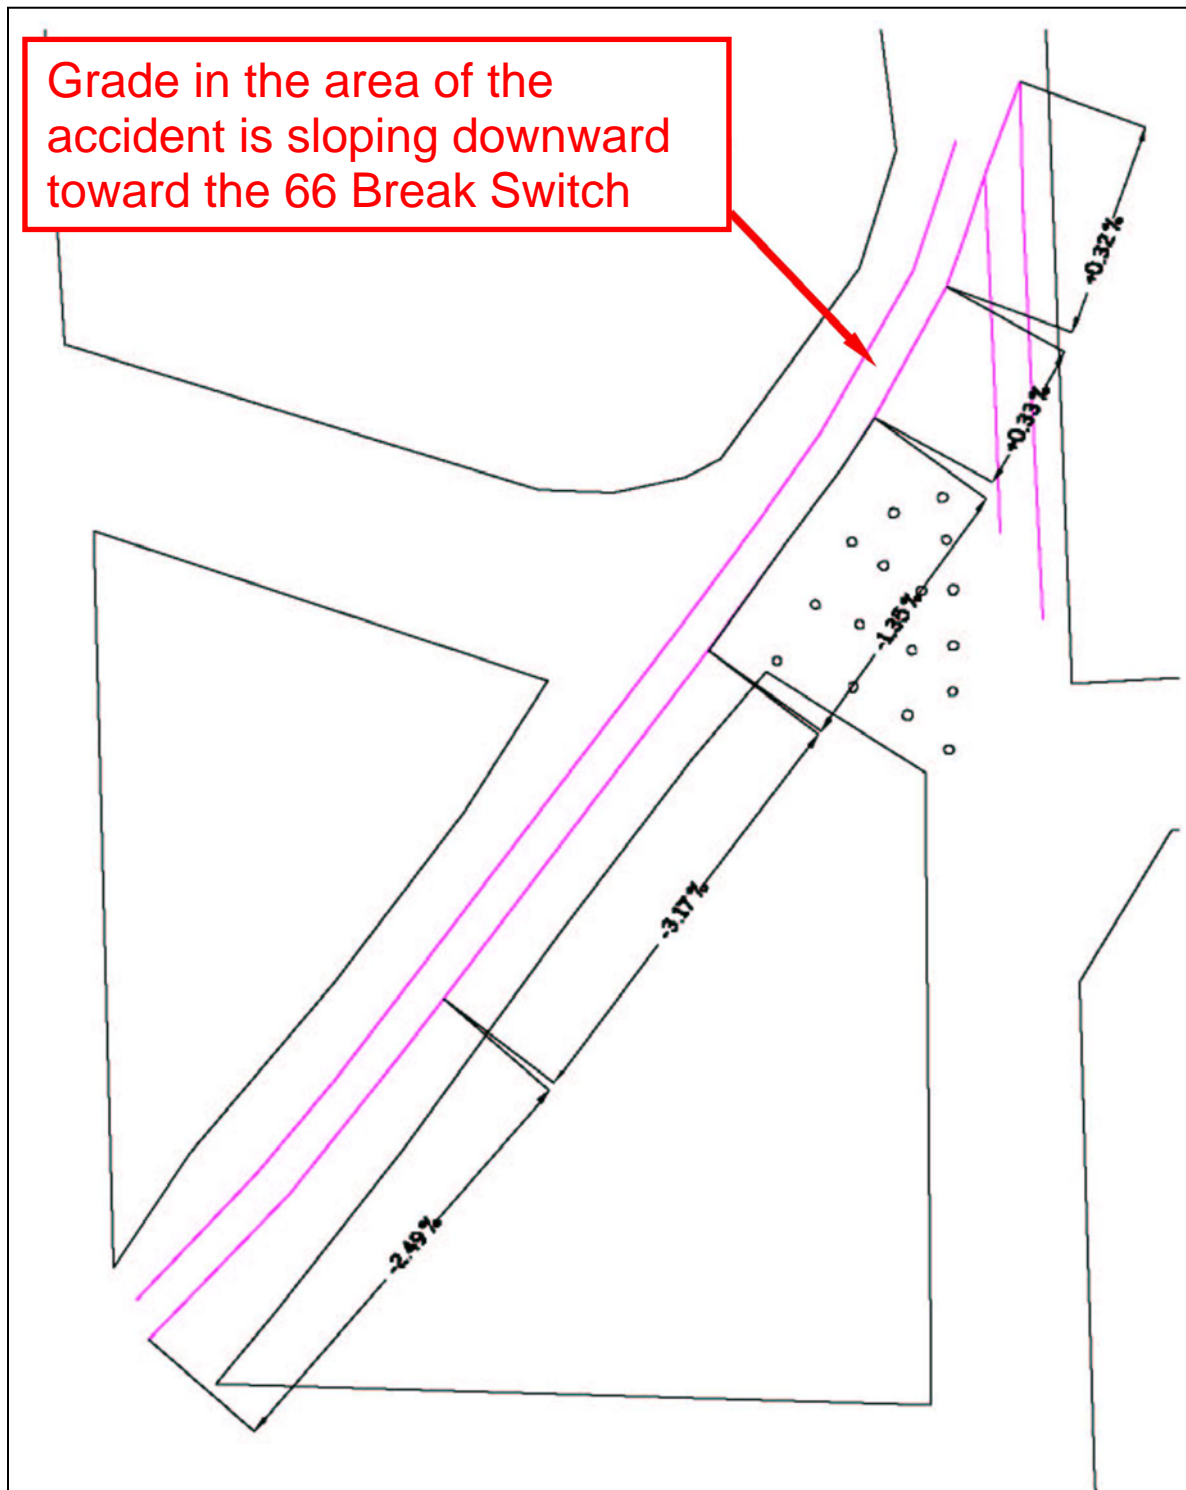 Grade in the area of the
accident is sloping downward
toward the 66 Break Switch
+0.32%
+0.33%
-1.35%
-3.17%
-2.49%